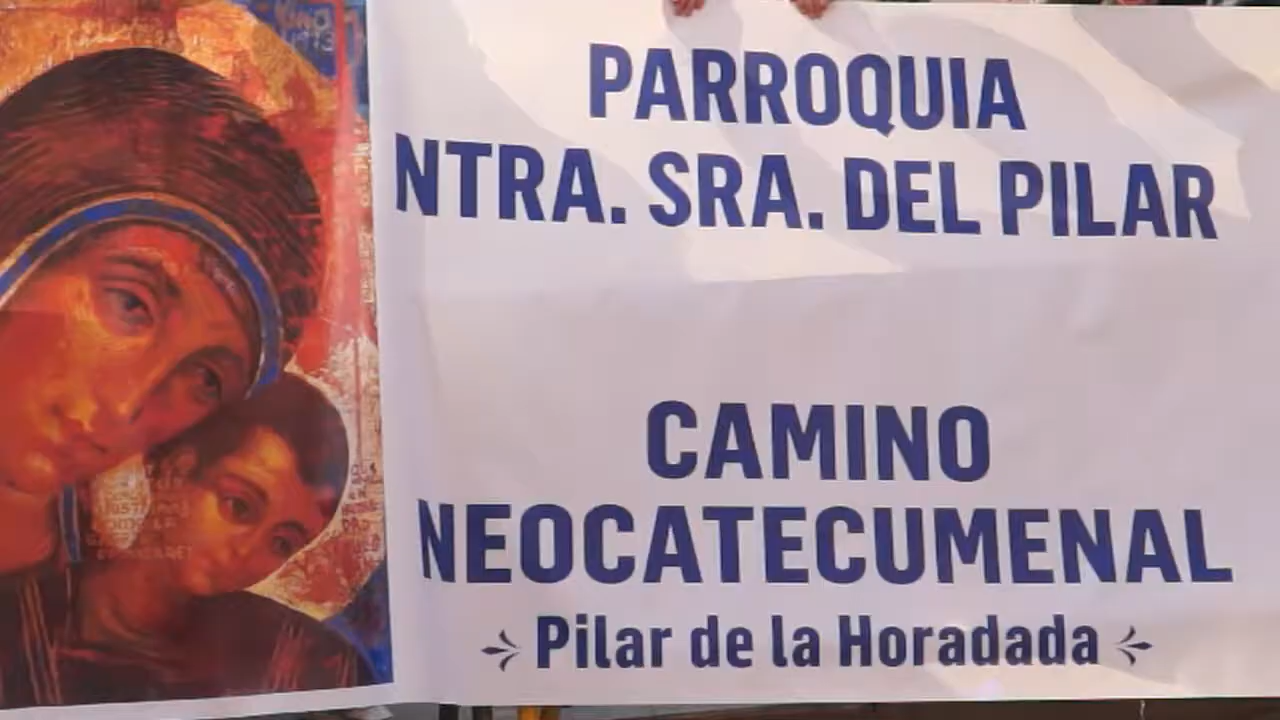 PARROQUIA
NTRA. SRA. DEL PILAR
CAMINO
NEOCATECUMENAL
Pilar de la Horadada